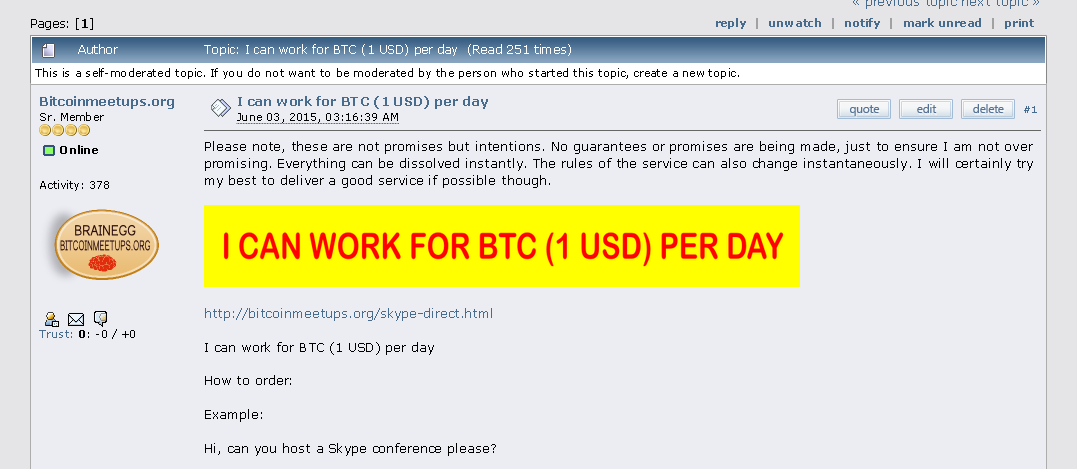 « previous topic next topic »
Pages: [1]
reply | unwatch | notify | mark unread | print
Author Topic: I can work for BTC (1 USD) per day (Read 251 times)
This is a self-moderated topic. If you do not want to be moderated by the person who started this topic, create a new topic.
Bitcoinmeetups.org
Sr. Member
Online
Activity: 378
BRAINEGG
BITCOINMEETUPS.ORG
Trust: 0: -0 / +0
I can work for BTC (1 USD) per day
June 03, 2015, 03:16:39 AM
quote edit delete #1
Please note, these are not promises but intentions. No guarantees or promises are being made, just to ensure I am not over
promising. Everything can be dissolved instantly. The rules of the service can also change instantaneously. I will certainly try
my best to deliver a good service if possible though.
I CAN WORK FOR BTC (1 USD) PER DAY
http://bitcoinmeetups.org/skype-direct.html
I can work for BTC (1 USD) per day
How to order:
Example:
Hi, can you host a Skype conference please?